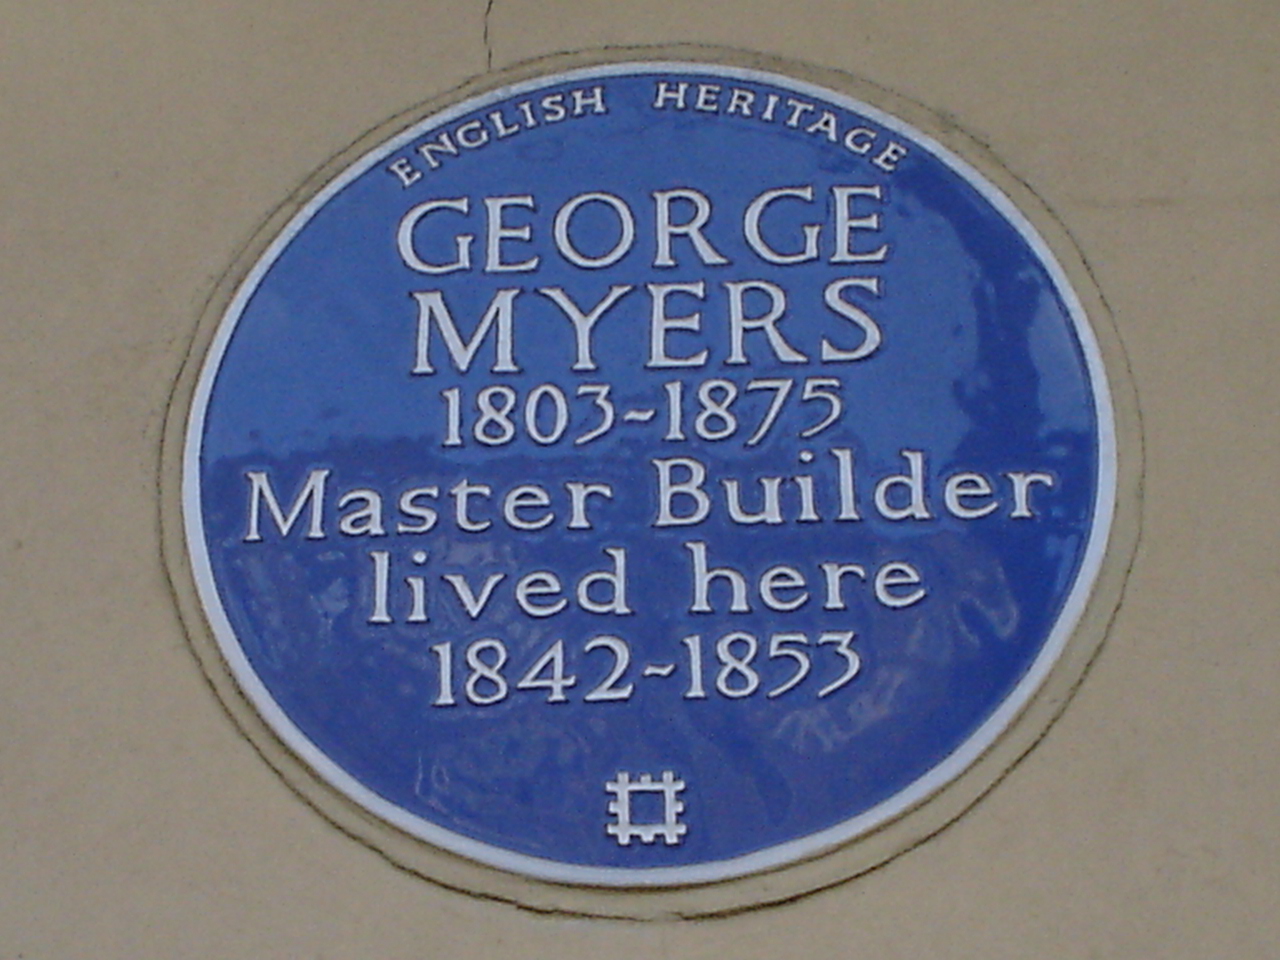 ENGLISH HERITAGE
GEORGE
MYERS
1803~1875
Master Builder
lived here
1842~1853